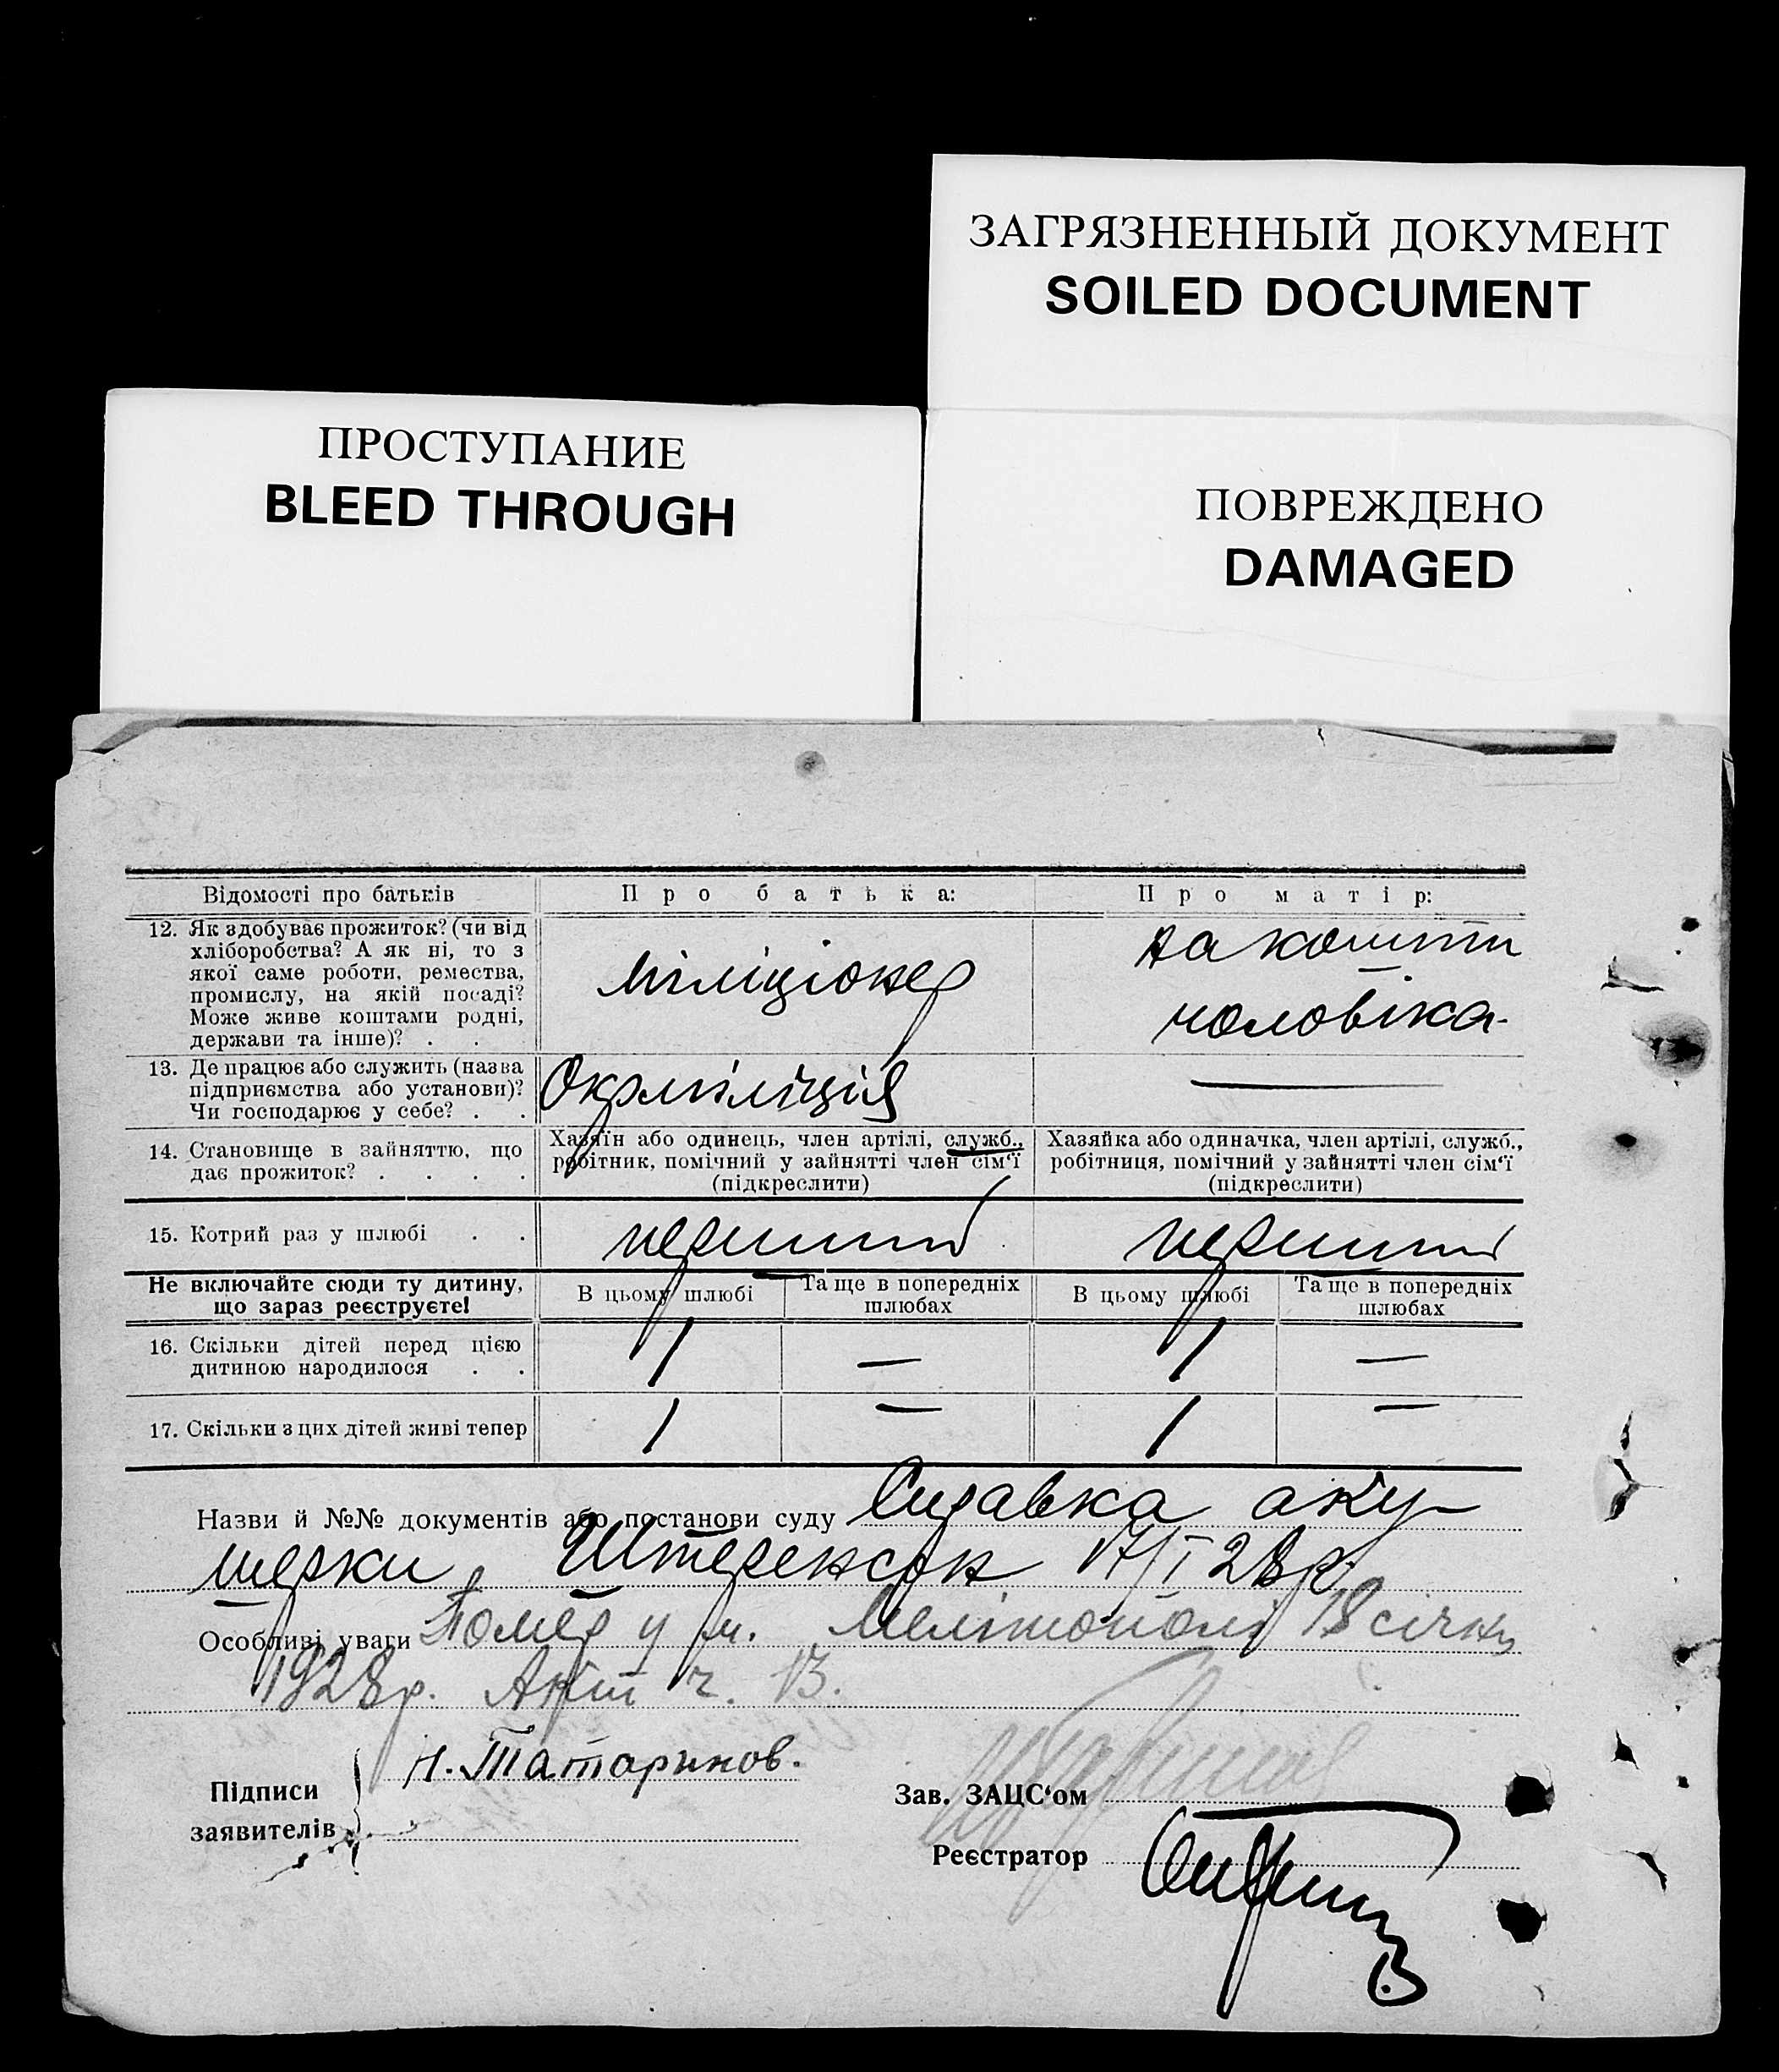 ЗАГРЯЗНЕННЫЙ ДОКУМЕНТ
SOILED DOCUMENT
ПРОСТУПАНИЕ
BLEED THROUGH
ПОВРЕЖДЕНО
DAMAGED
Відомості про батьків
Про батька:
Про матір:
12. Як здобуває прожиток? (чи від
хліборобства? А як ні, то з
якої саме роботи, ремества,
промислу, на якій посаді?
Може живе коштами родні,
держави та інше)? . .
міліціонер
на кошти
чоловіка
13. Де працює або служить (назва
підприємства або установи)?
Чи господарює у себе? . .
Окрміліція
—
14. Становище в зайняттю, що
дає прожиток? . . . .
Хазяїн або одинець, член артілі, служб.,
робітник, помічний у зайнятті член сім‘ї
(підкреслити)
Хазяйка або одиначка, член артілі, служб.,
робітниця, помічний у зайнятті член сім‘ї
(підкреслити)
15. Котрий раз у шлюбі . .
перший
перший
Не включайте сюди ту дитину,
що зараз реєструєте!
В цьому шлюбі
Та ще в попередніх
шлюбах
В цьому шлюбі
Та ще в попередніх
шлюбах
16. Скільки дітей перед цією
дитиною народилося . .
1 — 1 —
17. Скільки з цих дітей живі тепер
1 — 1 —
Назви й №№ документів або постанови суду Справка аку-
шерки 17/I 28р.
Особливі уваги Помер у м. Мелітополі 18 січня
1928р. Акт ч. 13.
Підписи
заявителів
Н. Татаринов.
Зав. ЗАЦС‘ом
Реєстратор